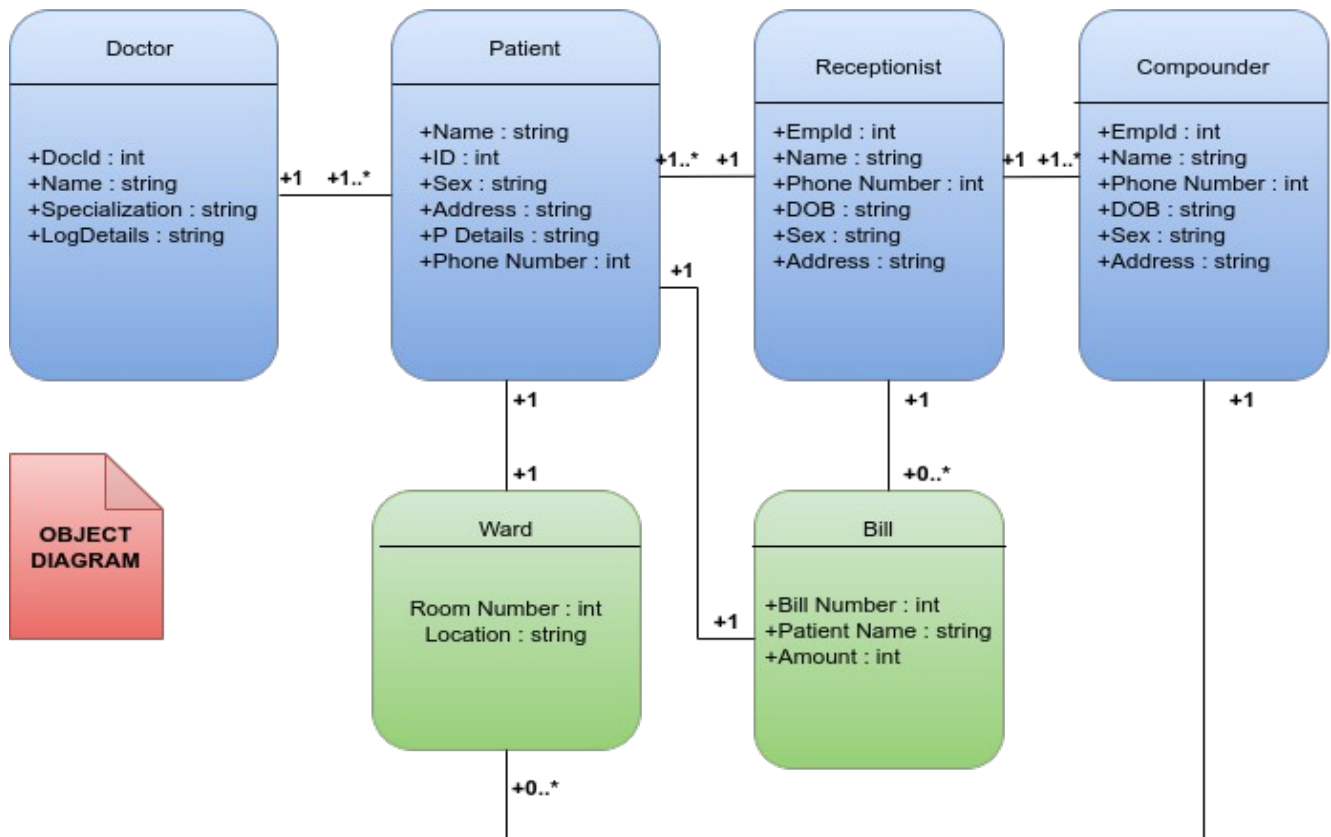 Doctor
+DocId : int
+Name : string
+Specialization : string
+LogDetails : string
+1
+1..*
Patient
+Name : string
+ID : int
+Sex : string
+Address : string
+P Details : string
+Phone Number : int
+1..*
+1
Receptionist
+EmpId : int
+Name : string
+Phone Number : int
+DOB : string
+Sex : string
+Address : string
+1
+1..*
Compounder
+EmpId : int
+Name : string
+Phone Number : int
+DOB : string
+Sex : string
+Address : string
+1
+1
+1
+1
+1
+0..*
OBJECT
DIAGRAM
Ward
Room Number : int
Location : string
+0..*
+1
Bill
+Bill Number : int
+Patient Name : string
+Amount : int